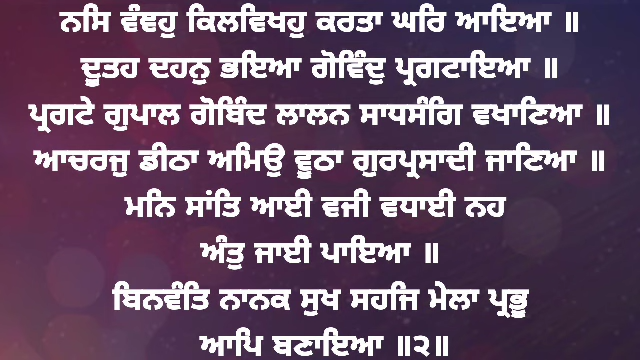 ਨਸਿ ਵੰਞਹੁ ਕਿਲਵਿਖਹੁ ਕਰਤਾ ਘਰਿ ਆਇਆ ॥
ਦੂਤਹ ਦਹਨੁ ਭਇਆ ਗੋਵਿੰਦੁ ਪ੍ਰਗਟਾਇਆ ॥
ਪ੍ਰਗਟੇ ਗੁਪਾਲ ਗੋਬਿੰਦ ਲਾਲਨ ਸਾਧਸੰਗਿ ਵਖਾਣਿਆ ॥
ਆਚਰਜੁ ਡੀਠਾ ਅਮਿਉ ਵੂਠਾ ਗੁਰਪ੍ਰਸਾਦੀ ਜਾਣਿਆ ॥
ਮਨਿ ਸਾਂਤਿ ਆਈ ਵਜੀ ਵਧਾਈ ਨਹ
ਅੰਤੁ ਜਾਈ ਪਾਇਆ ॥
ਬਿਨਵੰਤਿ ਨਾਨਕ ਸੁਖ ਸਹਜਿ ਮੇਲਾ ਪ੍ਰਭੂ
ਆਪਿ ਬਣਾਇਆ ॥੨॥